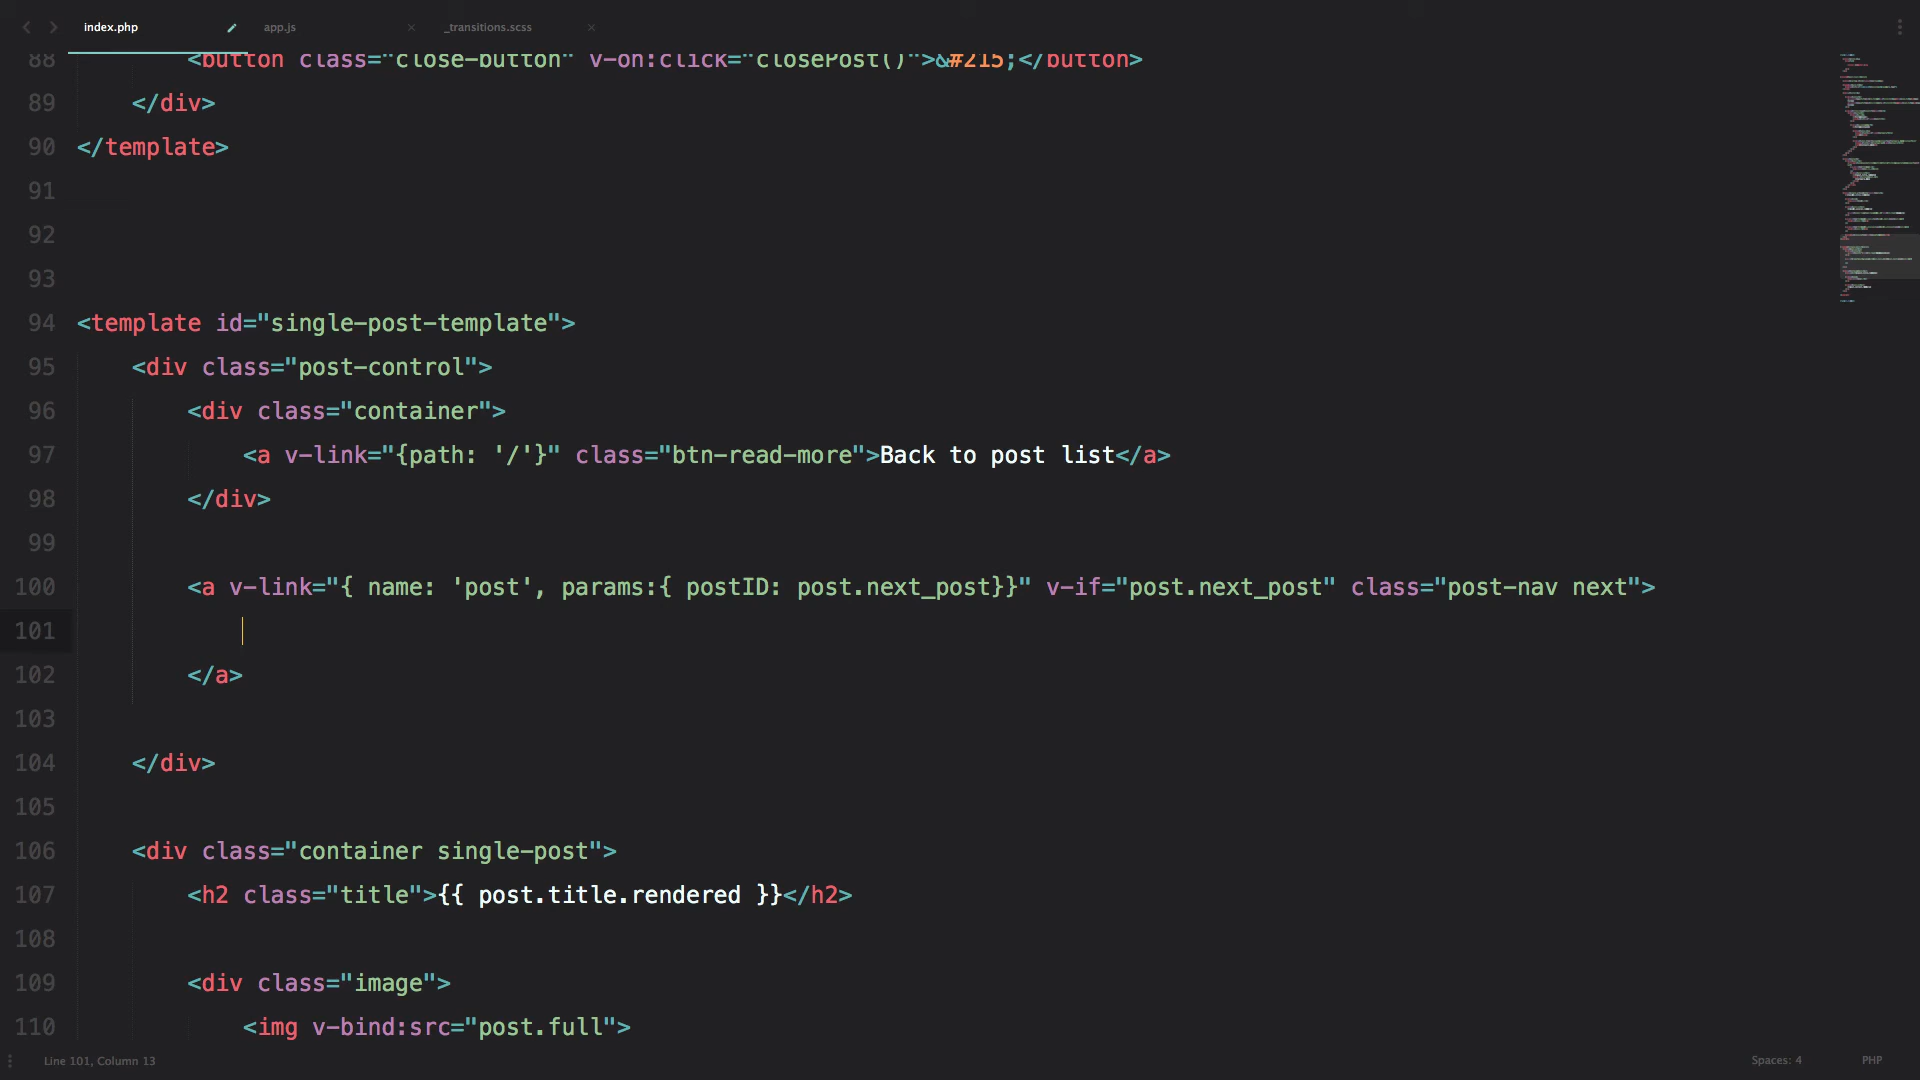 index.php app.js × _transitions.scss ×
88 <button class="close-button" v-on:click="closePost()">&#215;</button>
89 </div>
90 </template>
91
92
93
94 <template id="single-post-template">
95 <div class="post-control">
96 <div class="container">
97 <a v-link="{path: '/'}" class="btn-read-more">Back to post list</a>
98 </div>
99
100 <a v-link="{ name: 'post', params:{ postID: post.next_post}}" v-if="post.next_post" class="post-nav next">
101
102 </a>
103
104 </div>
105
106 <div class="container single-post">
107 <h2 class="title">{{ post.title.rendered }}</h2>
108
109 <div class="image">
110 <img v-bind:src="post.full">
Line 101, Column 13 Spaces: 4 PHP